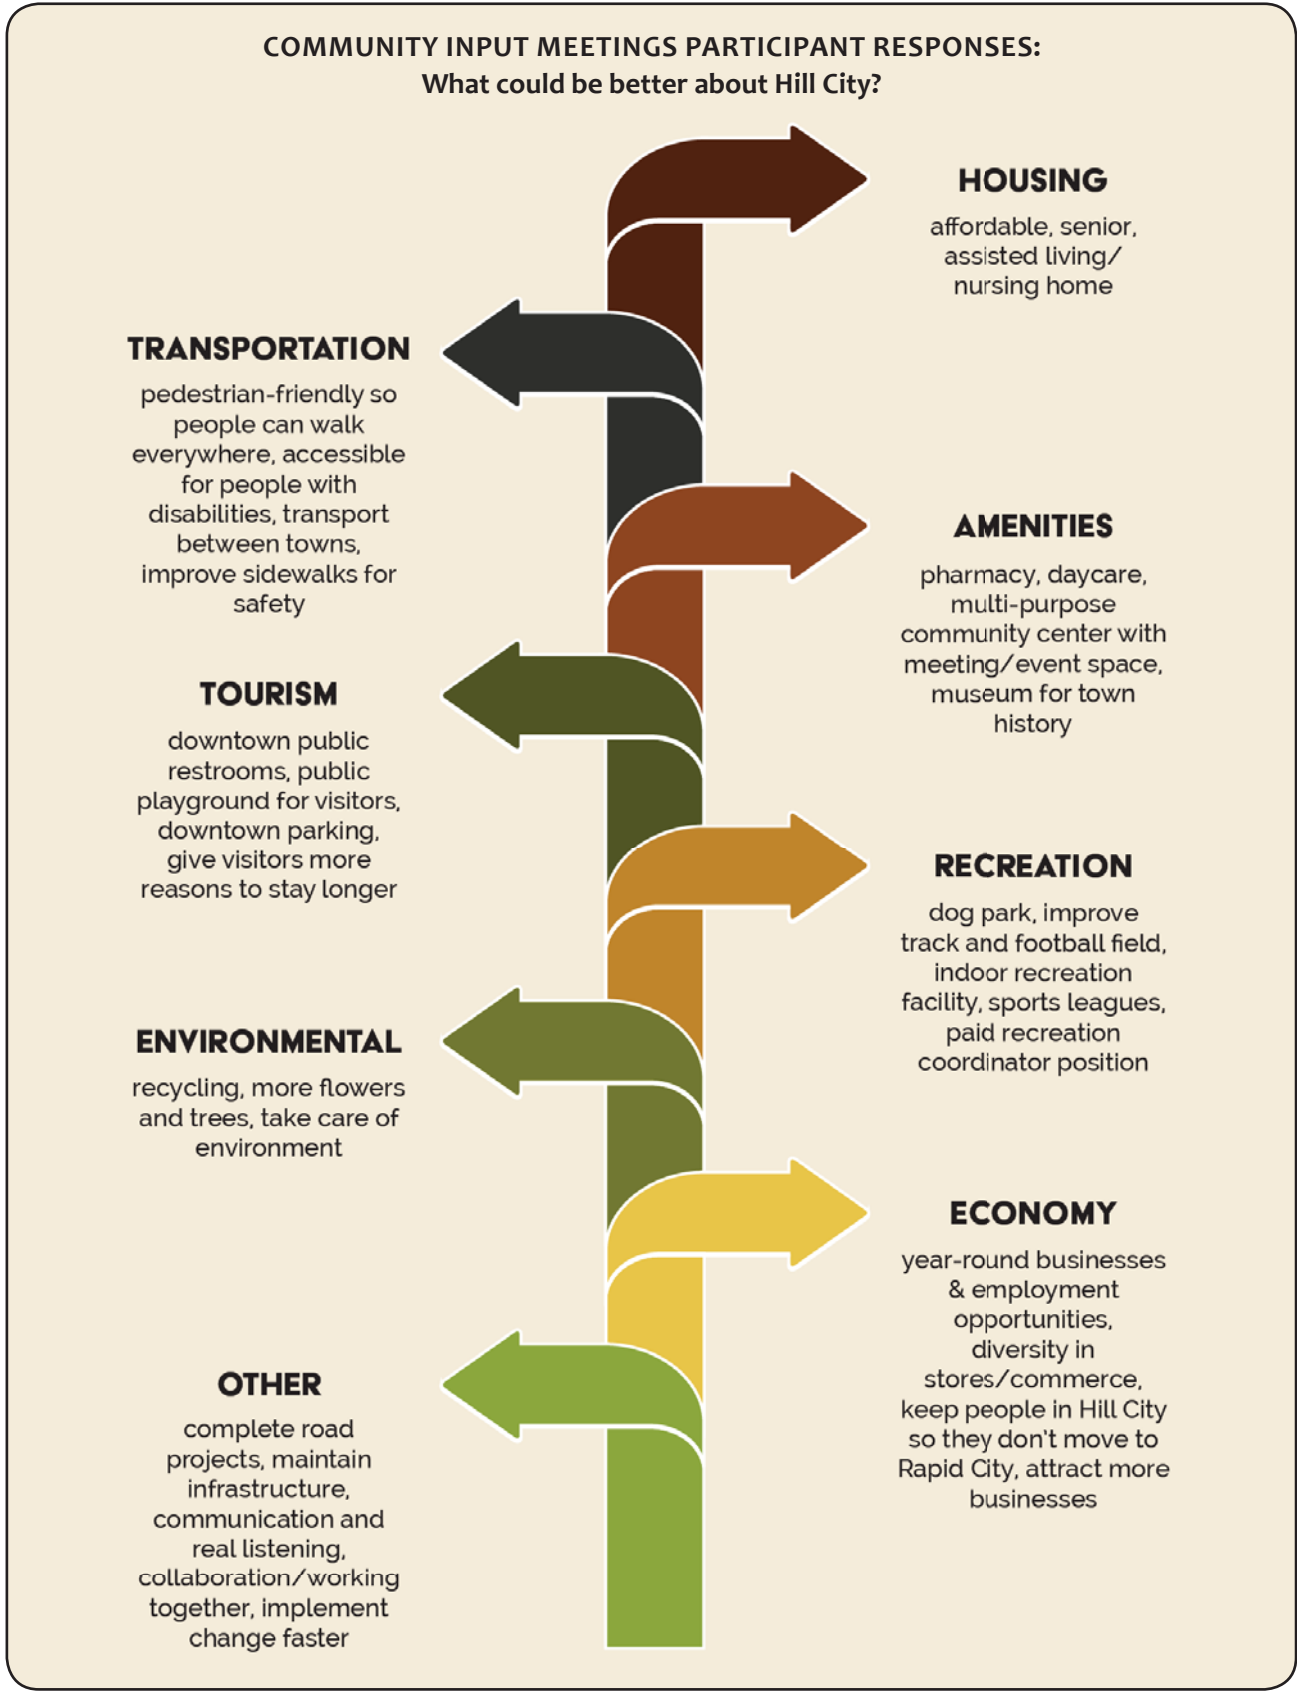 COMMUNITY INPUT MEETINGS PARTICIPANT RESPONSES:
What could be better about Hill City?
HOUSING
affordable, senior,
assisted living/
nursing home
TRANSPORTATION
pedestrian-friendly so
people can walk
everywhere, accessible
for people with
disabilities, transport
between towns,
improve sidewalks for
safety
AMENITIES
pharmacy, daycare,
multi-purpose
community center with
meeting/event space,
museum for town
history
TOURISM
downtown public
restrooms, public
playground for visitors,
downtown parking,
give visitors more
reasons to stay longer
RECREATION
dog park, improve
track and football field,
indoor recreation
facility, sports leagues,
paid recreation
coordinator position
ENVIRONMENTAL
recycling, more flowers
and trees, take care of
environment
ECONOMY
year-round businesses
& employment
opportunities,
diversity in
stores/commerce,
keep people in Hill City
so they don't move to
Rapid City, attract more
businesses
OTHER
complete road
projects, maintain
infrastructure,
communication and
real listening,
collaboration/working
together, implement
change faster